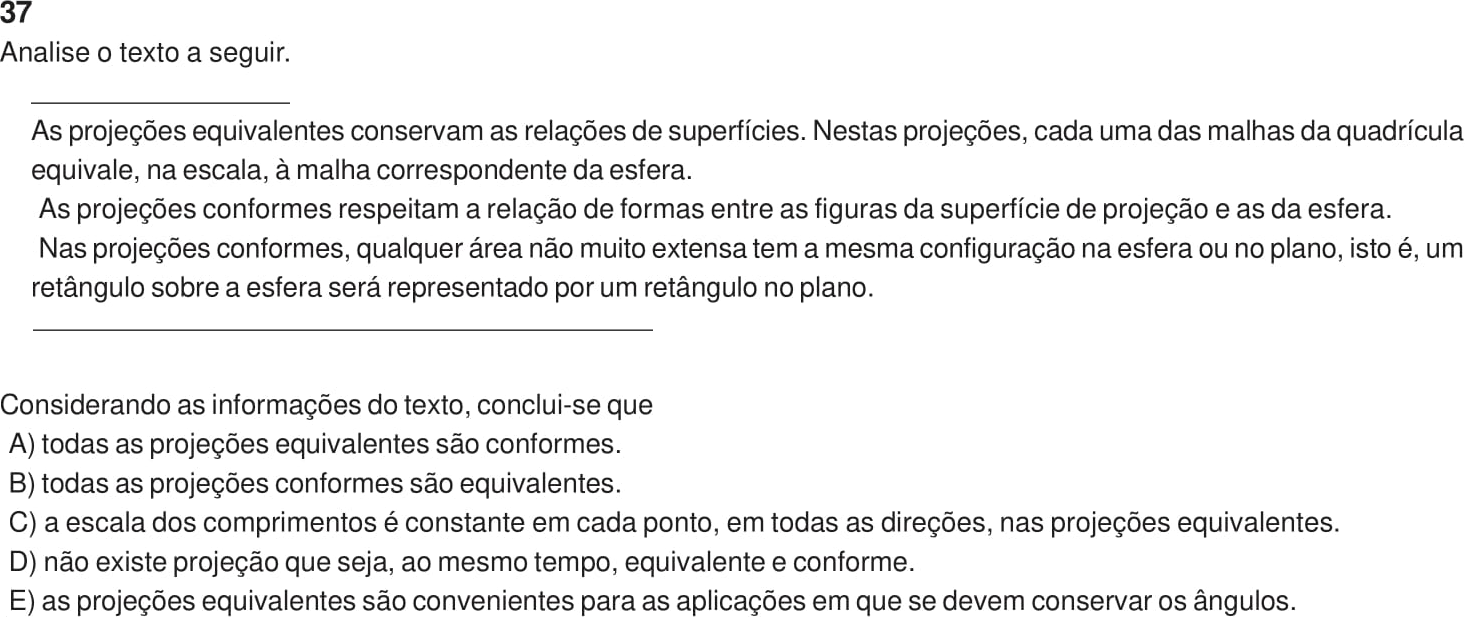 37
Analise o texto a seguir.
As projeções equivalentes conservam as relações de superfícies. Nestas projeções, cada uma das malhas da quadrícula
equivale, na escala, à malha correspondente da esfera.
As projeções conformes respeitam a relação de formas entre as figuras da superfície de projeção e as da esfera.
Nas projeções conformes, qualquer área não muito extensa tem a mesma configuração na esfera ou no plano, isto é, um
retângulo sobre a esfera será representado por um retângulo no plano.
Considerando as informações do texto, conclui-se que
A) todas as projeções equivalentes são conformes.
B) todas as projeções conformes são equivalentes.
C) a escala dos comprimentos é constante em cada ponto, em todas as direções, nas projeções equivalentes.
D) não existe projeção que seja, ao mesmo tempo, equivalente e conforme.
E) as projeções equivalentes são convenientes para as aplicações em que se devem conservar os ângulos.